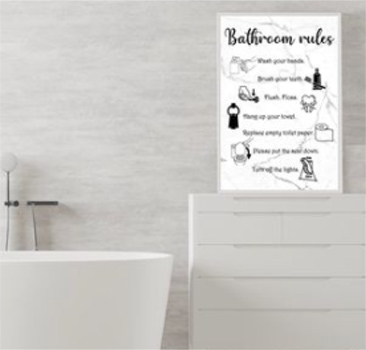 Bathroom rules
Wash your hands.
Brush your teeth.
Flush. Floss.
Hang up your towel.
Replace empty toilet paper.
Please put the seat down.
Turn off the lights.